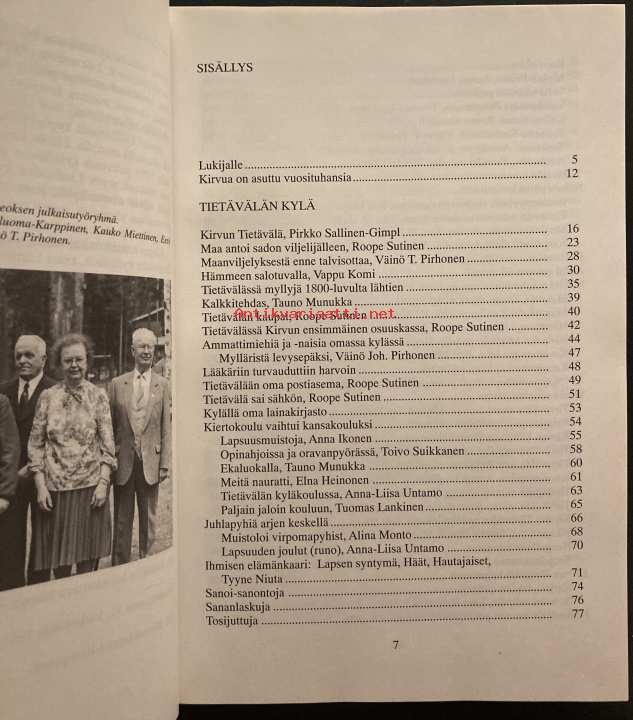 eoksen julkaisutyöryhmä.
luoma-Karppinen, Kauko Miettinen,
ö T. Pirhonen.
SISÄLLYS
Lukijalle 5
Kirvua on asuttu vuosituhansia 12
TIETÄVÄLÄN KYLÄ
Kirvun Tietävälä, Pirkko Sallinen-Gimpl 16
Maa antoi sadon viljelijälleen, Roope Sutinen 23
Maanviljelyksestä enne talvisottaa, Väinö T. Pirhonen 28
Hämmeen salotuvalla, Vappu Komi 30
Tietävälässä myllyjä 1800-luvulta lähtien 35
Kalkkitehdas, Tauno Munukka 39
Tietävälän kaupat, Roope Sutinen 40
Antikvariaatti.net
Tietävälässä Kirvun ensimmäinen osuuskassa, Roope Sutinen 42
Ammattimiehiä ja -naisia omassa kylässä 44
Mylläristä levysepäksi, Väinö Joh. Pirhonen 47
Lääkäriin turvauduttiin harvoin 48
Tietävälään oma postiasema, Roope Sutinen 49
Tietävälä sai sähkön, Roope Sutinen 51
Kylällä oma lainakirjasto 53
Kiertokoulu vaihtui kansakouluksi 54
Lapsuusmuistoja, Anna Ikonen 55
Opinahjoissa ja oravanpyörässä, Toivo Suikkanen 58
Ekaluokalla, Tauno Munukka 60
Meitä nauratti, Elna Heinonen 61
Tietävälän kyläkoulussa, Anna-Liisa Untamo 63
Paljain jaloin kouluun, Tuomas Lankinen 65
Juhlapyhiä arjen keskellä 66
Muistoloi virpomapyhist, Alina Monto 68
Lapsuuden joulut (runo), Anna-Liisa Untamo 70
Ihmisen elämänkaari: Lapsen syntymä, Häät, Hautajaiset,
Tyyne Niuta 71
Sanoi-sanontoja 74
Sananlaskuja 76
Tosijuttuja 77
7